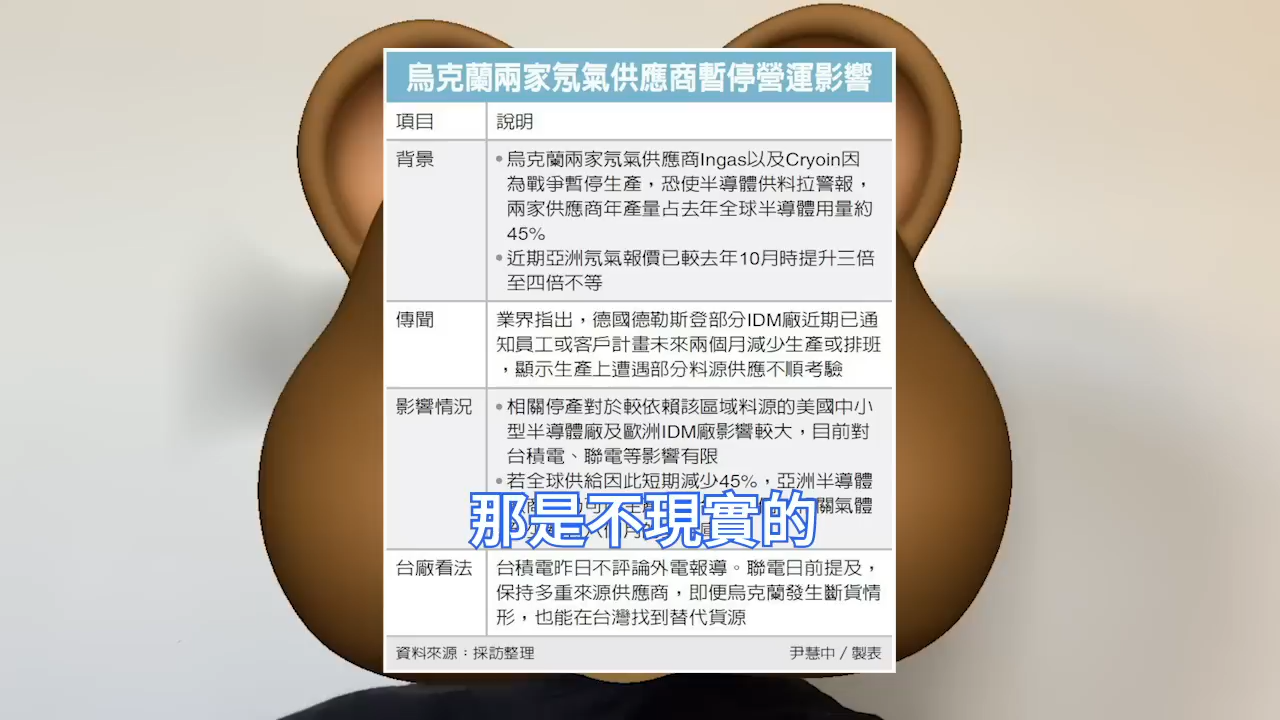 烏克蘭兩家氖氣供應商暫停營運影響
項目 說明
背景 •烏克蘭兩家氖氣供應商Ingas以及Cryoin因
為戰爭暫停生產，恐使半導體供料拉警報，
兩家供應商年產量占去年全球半導體用量約
45%
•近期亞洲氖氣報價已較去年10月時提升三倍
至四倍不等
傳聞 業界指出，德國德勒斯登部分IDM廠近期已通
知員工或客戶計畫未來兩個月減少生產或排班
，顯示生產上遭遇部分料源供應不順考驗
影響情況 •相關停產對於較依賴該區域料源的美國中小
型半導體廠及歐洲IDM廠影響較大，目前對
台積電、聯電等影響有限
•若全球供給因此短期減少45%，亞洲半導體
關氣體
那是不現實的
台廠看法 台積電昨日不評論外電報導。聯電日前提及，
保持多重來源供應商，即便烏克蘭發生斷貨情
形，也能在台灣找到替代貨源
資料來源：採訪整理 尹慧中／製表